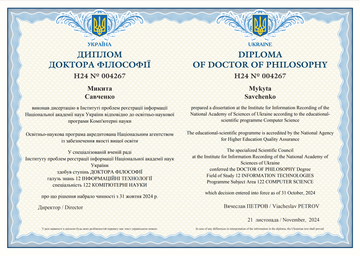 УКРАЇНА
ДИПЛОМ
ДОКТОРА ФІЛОСОФІЇ
H24 № 004267
Микита
Савченко
виконав дисертацію в Інституті проблем реєстрації інформації
Національної академії наук України відповідно до освітньо-наукової
програми Комп'ютерні науки
Освітньо-наукова програма акредитована Національним агентством
із забезпечення якості вищої освіти
У спеціалізованій вченій раді
Інституту проблем реєстрації інформації Національної академії наук
України
здобув ступінь ДОКТОРА ФІЛОСОФІЇ
галузь знань 12 ІНФОРМАЦІЙНІ ТЕХНОЛОГІЇ
спеціальність 122 КОМП'ЮТЕРНІ НАУКИ
про що рішення набрало чинності з 31 жовтня 2024 р.
Директор / Director
UKRAINE
DIPLOMA
OF DOCTOR OF PHILOSOPHY
H24 № 004267
Mykyta
Savchenko
prepared a dissertation at the Institute for Information Recording of the
National Academy of Sciences of Ukraine according to the educational-
scientific programme Computer Science
The educational-scientific programme is accredited by the National Agency
for Higher Education Quality Assurance
The specialized Scientific Council
at the Institute for Information Recording of the National Academy of
Sciences of Ukraine
conferred the DOCTOR OF PHILOSOPHY Degree
Field of Study 12 INFORMATION TECHNOLOGIES
Programme Subject Area 122 COMPUTER SCIENCE
which decision entered into force as of 31 October, 2024
Вячеслав ПЕТРОВ / Viacheslav PETROV
21 листопада / November, 2024